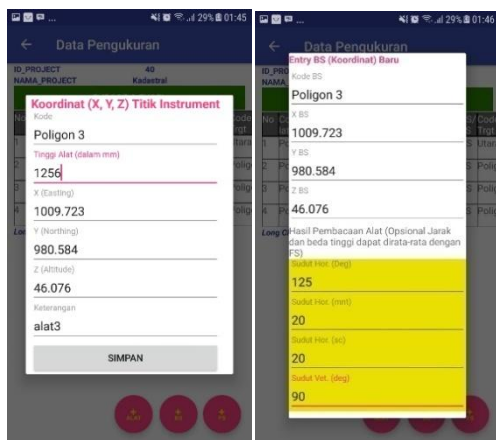 29% 01:45
Data Pengukuran
ID_PROJECT 40
NAMA_PROJECT Kadastral
Koordinat (X, Y, Z) Titik Instrument
Kode
Poligon 3
Tinggi Alat (dalam mm)
1256
X (Easting)
1009.723
Y (Northing)
980.584
Z (Altitude)
46.076
Keterangan
alat3
SIMPAN
ALAT BS FS
29% 01:46
Data Pengukuran
Entry BS (Koordinat) Baru
Kode BS
Poligon 3
X BS
1009.723
Y BS
980.584
Z BS
46.076
Hasil Pembacaan Alat (Opsional Jarak
dan beda tinggi dapat dirata-rata dengan
FS)
Sudut Hor. (Deg)
125
Sudut Hor. (mnt)
20
Sudut Hor. (sc)
20
Sudut Vet. (deg)
90